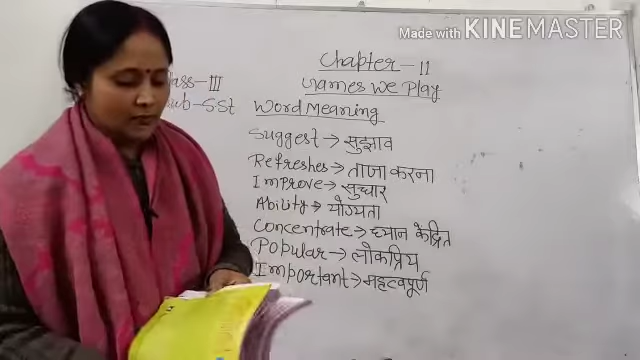 Made with KINEMASTER
Chapter - 11
Games We Play
ass - III
sub - SSt
Word Meaning
Suggest → सुझाव
Refreshes → ताजा करना
Improve → सुधार
Ability → योग्यता
Concentrate → ध्यान केंद्रित
Popular → लोकप्रिय
Important → महत्वपूर्ण